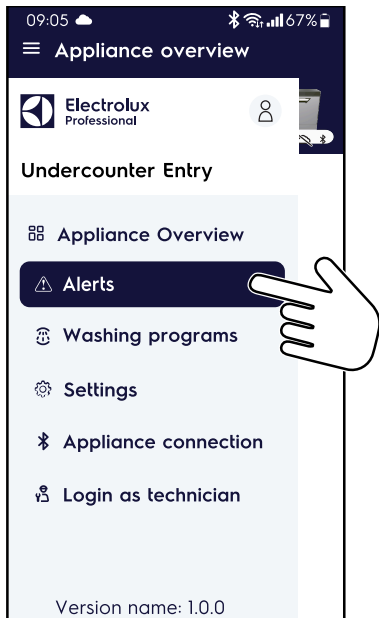 09:05 67%
Appliance overview
Electrolux
Professional
Undercounter Entry
Appliance Overview
Alerts
Washing programs
Settings
Appliance connection
Login as technician
Version name: 1.0.0